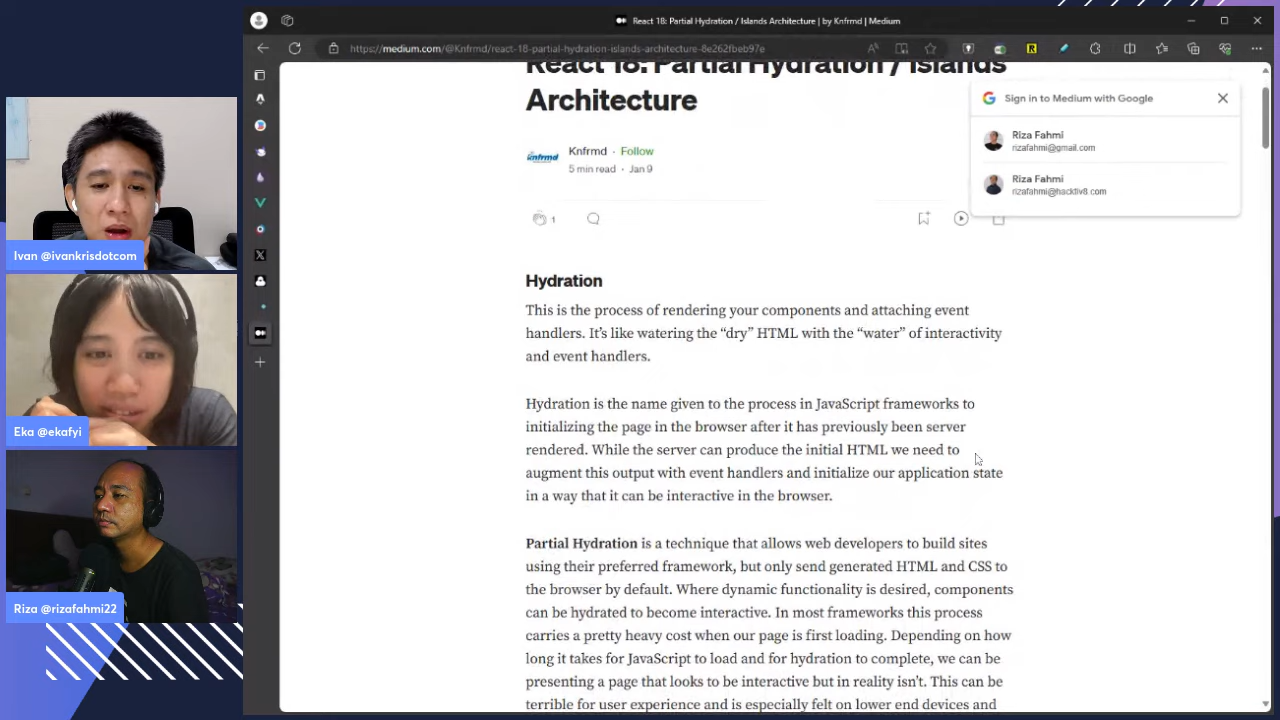 React 18: Partial Hydration / Islands Architecture | by Knfrmd | Medium
https://medium.com/@Knfrmd/react-18-partial-hydration-islands-architecture-8e262fbeb97e
React 18: Partial Hydration / Islands
Architecture
Knfrmd · Follow
5 min read · Jan 9
1
Sign in to Medium with Google
Riza Fahmi
rizafahmi@gmail.com
Riza Fahmi
rizafahmi@hacktiv8.com
Hydration
This is the process of rendering your components and attaching event
handlers. It’s like watering the “dry” HTML with the “water” of interactivity
and event handlers.
Hydration is the name given to the process in JavaScript frameworks to
initializing the page in the browser after it has previously been server
rendered. While the server can produce the initial HTML we need to
augment this output with event handlers and initialize our application state
in a way that it can be interactive in the browser.
Partial Hydration is a technique that allows web developers to build sites
using their preferred framework, but only send generated HTML and CSS to
the browser by default. Where dynamic functionality is desired, components
can be hydrated to become interactive. In most frameworks this process
carries a pretty heavy cost when our page is first loading. Depending on how
long it takes for JavaScript to load and for hydration to complete, we can be
presenting a page that looks to be interactive but in reality isn’t. This can be
terrible for user experience and is especially felt on lower end devices and
Ivan @ivankrisdotcom
Eka @ekafyi
Riza @rizafahmi22